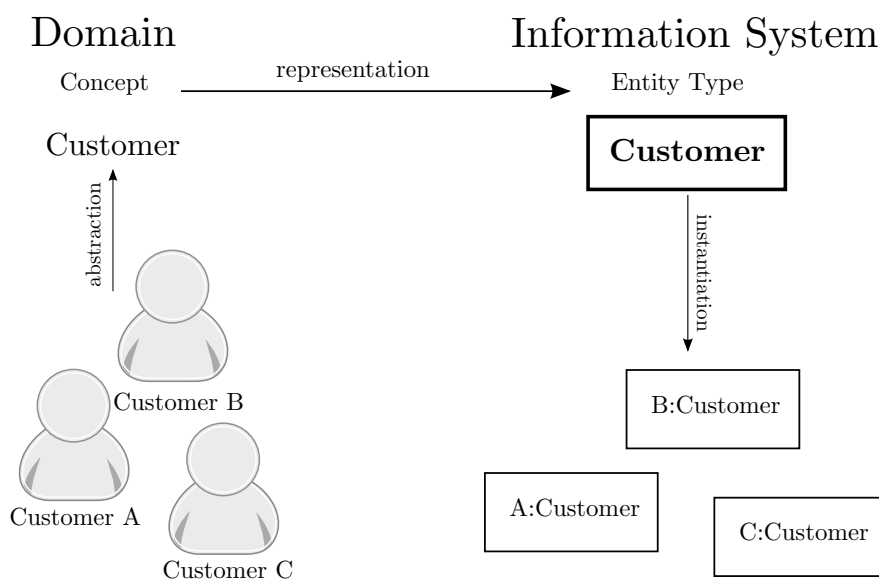 Domain
Information System
representation
Concept
Entity Type
Customer
Customer
abstraction
instantiation
Customer B
B:Customer
Customer A
A:Customer
Customer C
C:Customer